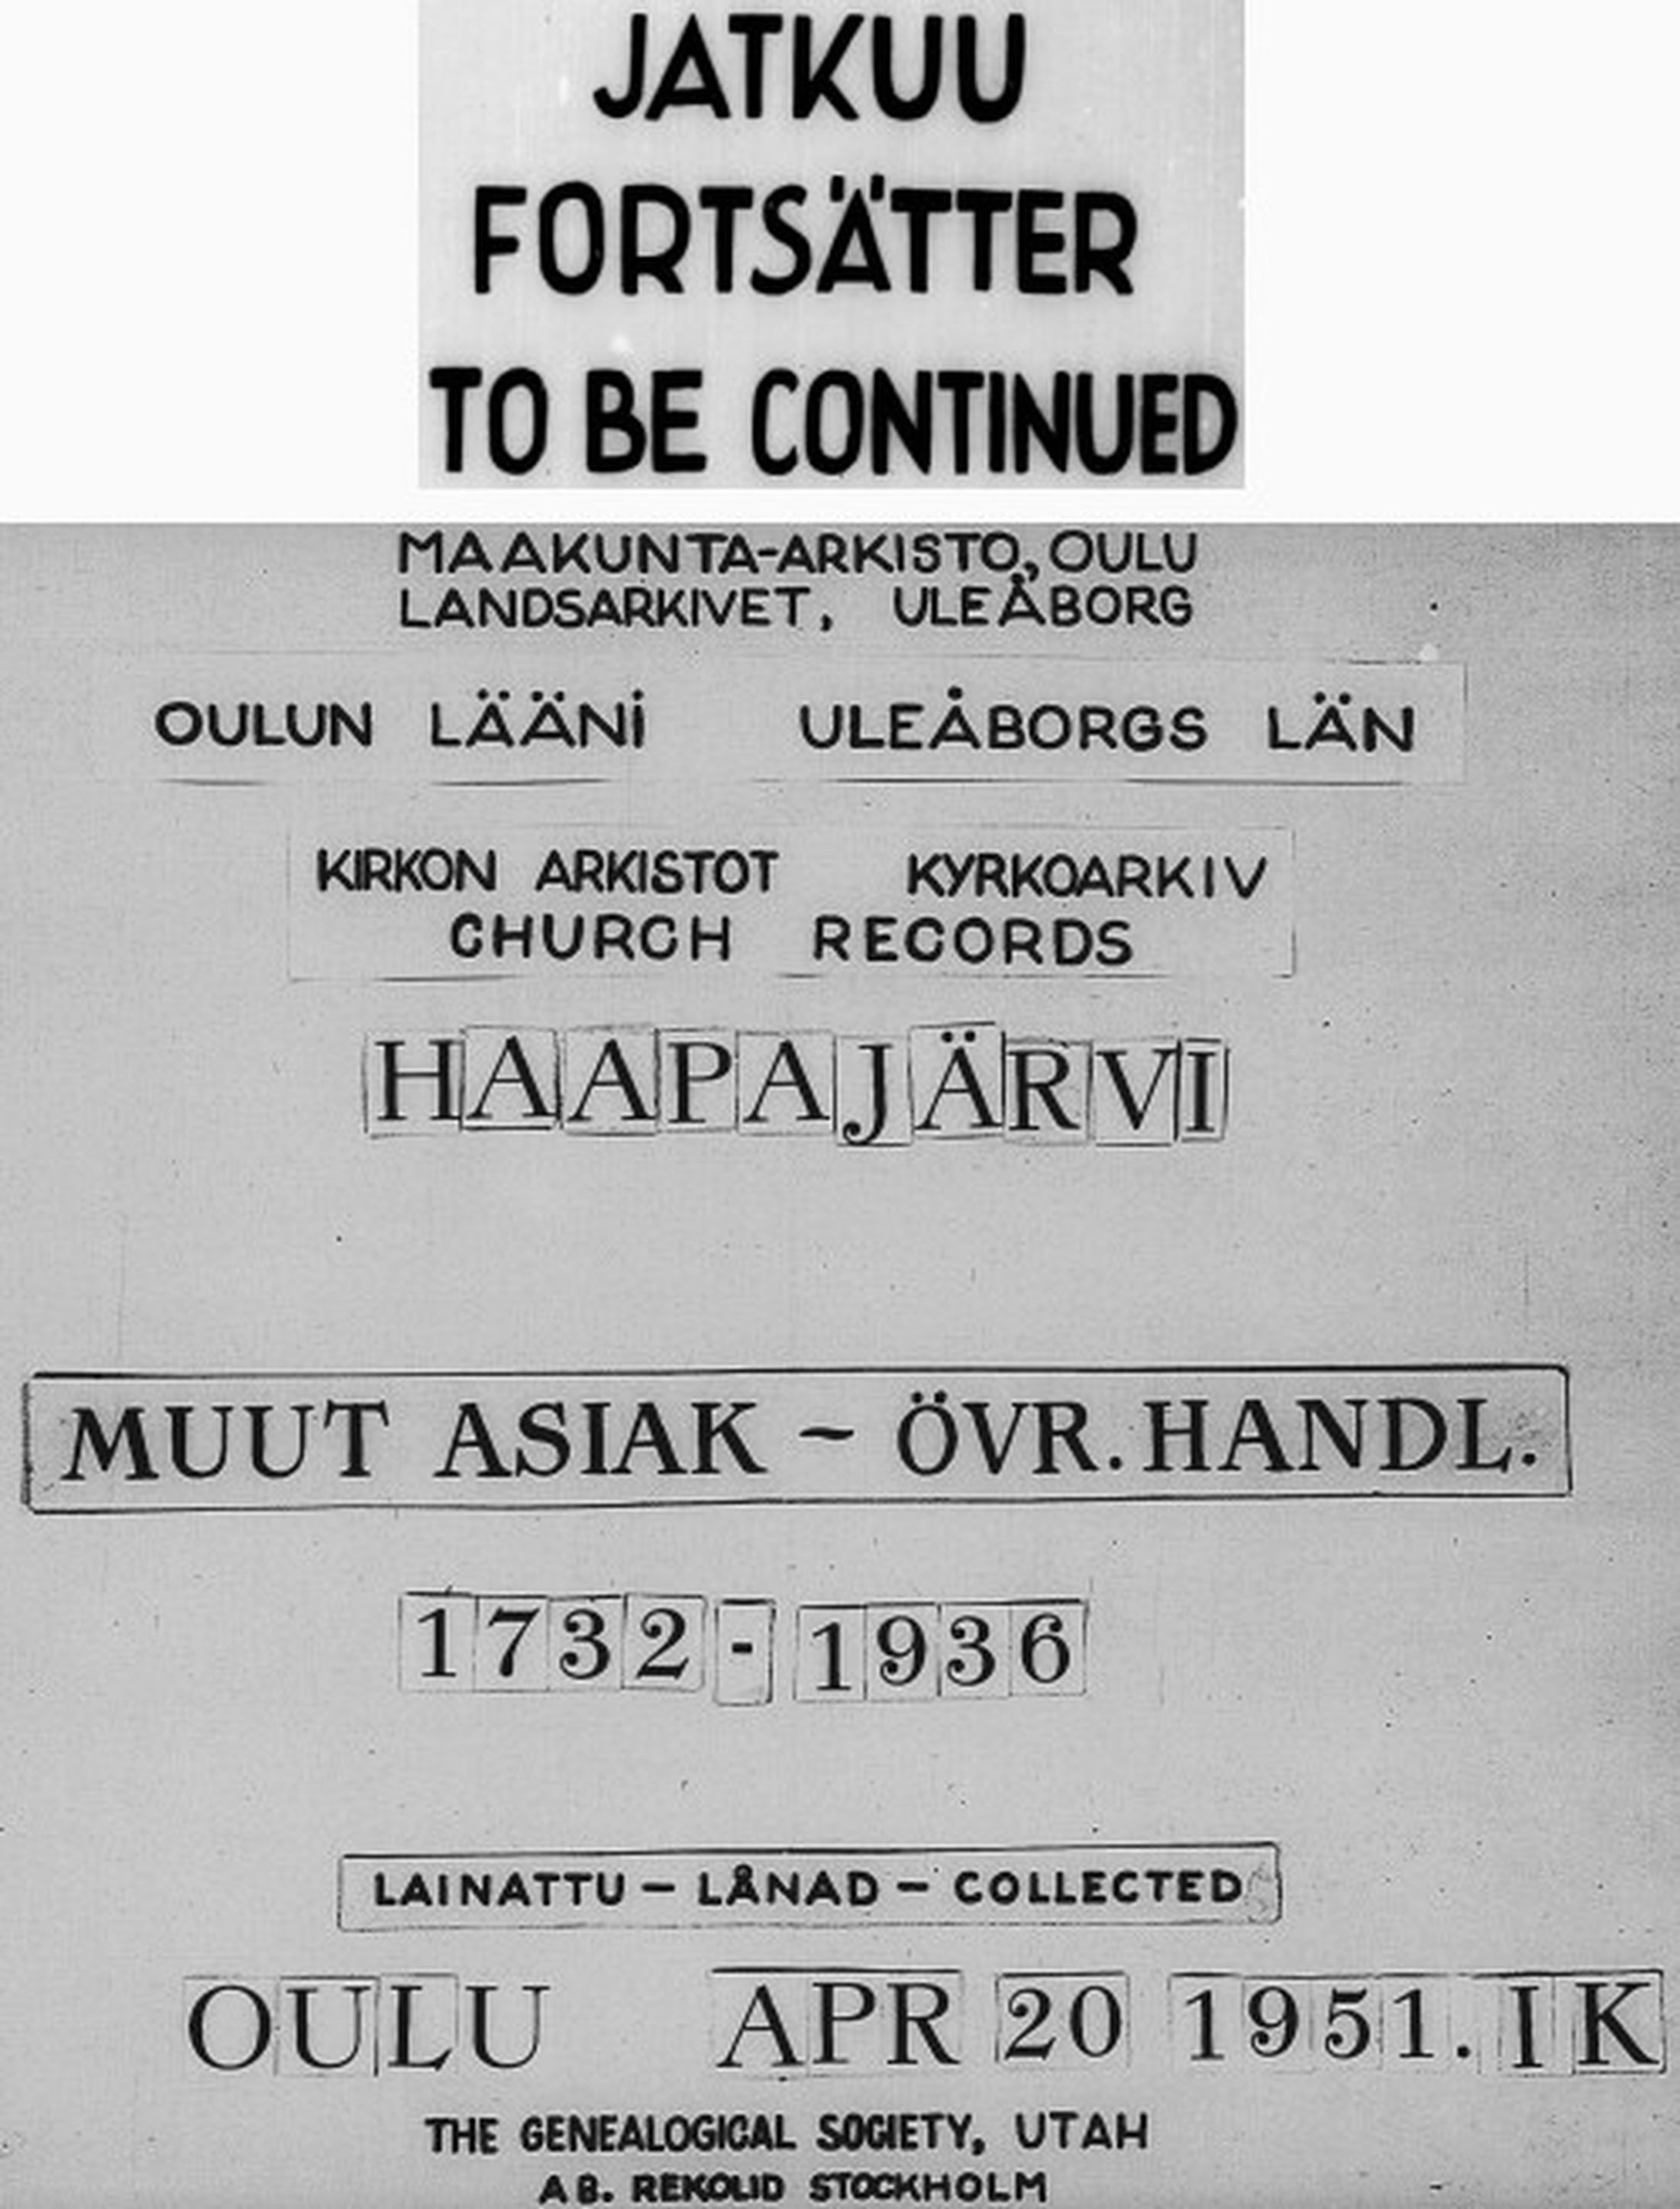 JATKUU
FORTSÄTTER
TO BE CONTINUED
MAAKUNTA-ARKISTO, OULU
LANDSARKIVET, ULEÅBORG
OULUN LÄÄNI ULEÅBORGS LÄN
KIRKON ARKISTOT KYRKOARKIV
CHURCH RECORDS
HAAPAJÄRVI
MUUT ASIAK ~ ÖVR. HANDL.
1732-1936
LAINATTU - LÅNAD - COLLECTED
OULU APR 20 1951. IK
THE GENEALOGICAL SOCIETY, UTAH
AB. REKOLID STOCKHOLM